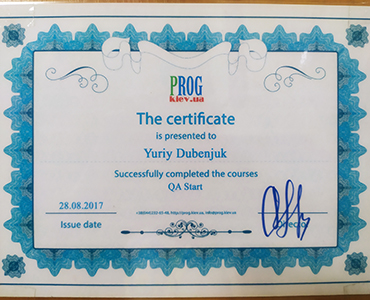 PROG
kiev.ua
The certificate
is presented to
Yuriy Dubenjuk
Successfully completed the courses
QA Start
28.08.2017
Issue date
Director